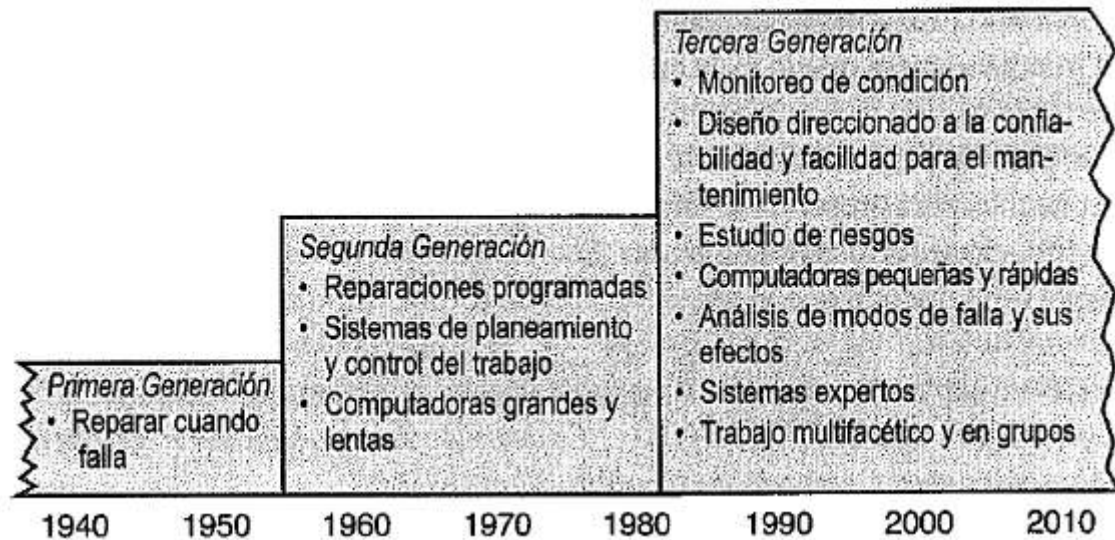 Primera Generación
• Reparar cuando
falla
Segunda Generación
• Reparaciones programadas
• Sistemas de planeamiento
y control del trabajo
• Computadoras grandes y
lentas
Tercera Generación
• Monitoreo de condición
• Diseño direccionado a la confia-
bilidad y facilidad para el man-
tenimiento
• Estudio de riesgos
• Computadoras pequeñas y rápidas
• Análisis de modos de falla y sus
efectos
• Sistemas expertos
• Trabajo multifacético y en grupos
1940 1950 1960 1970 1980 1990 2000 2010